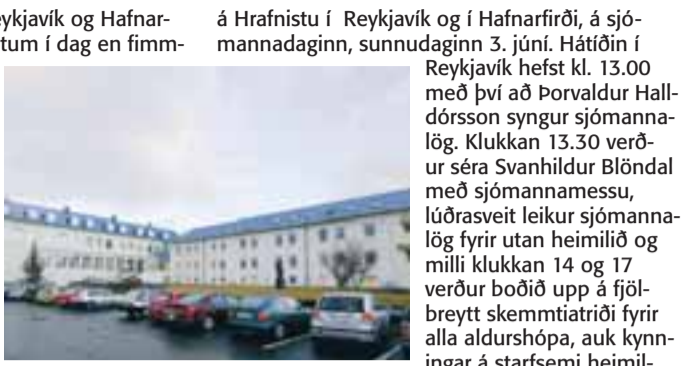 ykjavík og Hafnar-
tum í dag en fimm-
á Hrafnistu í Reykjavík og í Hafnarfirði, á sjó-
mannadaginn, sunnudaginn 3. júní. Hátíðin í
Reykjavík hefst kl. 13.00
með því að Þorvaldur Hall-
dórsson syngur sjómanna-
lög. Klukkan 13.30 verð-
ur séra Svanhildur Blöndal
með sjómannamessu,
lúðrasveit leikur sjómanna-
lög fyrir utan heimilið og
milli klukkan 14 og 17
verður boðið upp á fjöl-
breytt skemmtiatriði fyrir
alla aldurshópa, auk kynn-
ingar á starfsemi heimil-